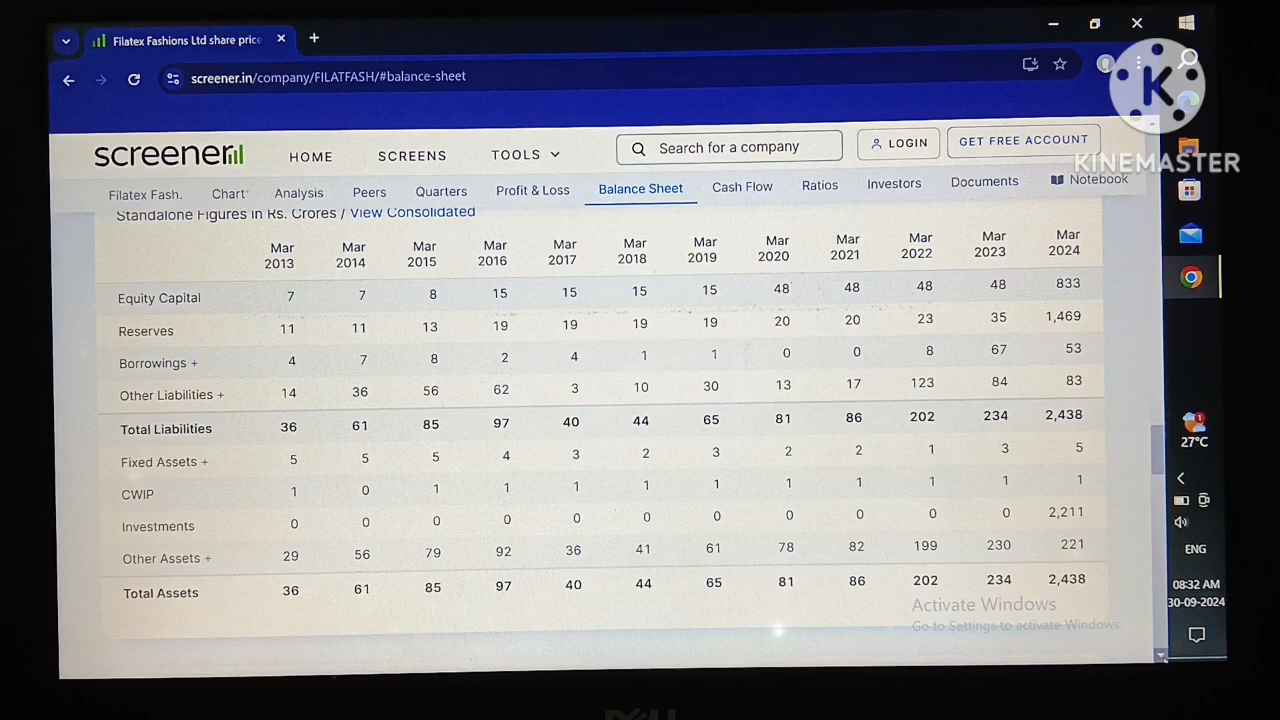 Filatex Fashions Ltd share price
screener.in/company/FILATFASH/#balance-sheet
K
KINEMASTER
screener
HOME SCREENS TOOLS Search for a company LOGIN GET FREE ACCOUNT
Filatex Fash. Chart Analysis Peers Quarters Profit & Loss Balance Sheet Cash Flow Ratios Investors Documents Notebook
Standalone Figures in Rs. Crores / View Consolidated
Mar 2013 Mar 2014 Mar 2015 Mar 2016 Mar 2017 Mar 2018 Mar 2019 Mar 2020 Mar 2021 Mar 2022 Mar 2023 Mar 2024
Equity Capital 7 7 8 15 15 15 15 48 48 48 48 833
Reserves 11 11 13 19 19 19 19 20 20 23 35 1,469
Borrowings + 4 7 8 2 4 1 1 0 0 8 67 53
Other Liabilities + 14 36 56 62 3 10 30 13 17 123 84 83
Total Liabilities 36 61 85 97 40 44 65 81 86 202 234 2,438
Fixed Assets + 5 5 5 4 3 2 3 2 2 1 3 5
CWIP 1 0 1 1 1 1 1 1 1 1 1 1
Investments 0 0 0 0 0 0 0 0 0 0 0 2,211
Other Assets + 29 56 79 92 36 41 61 78 82 199 230 221
Total Assets 36 61 85 97 40 44 65 81 86 202 234 2,438
Activate Windows
Go to Settings to activate Windows.
1
27°C
ENG
08:32 AM
30-09-2024